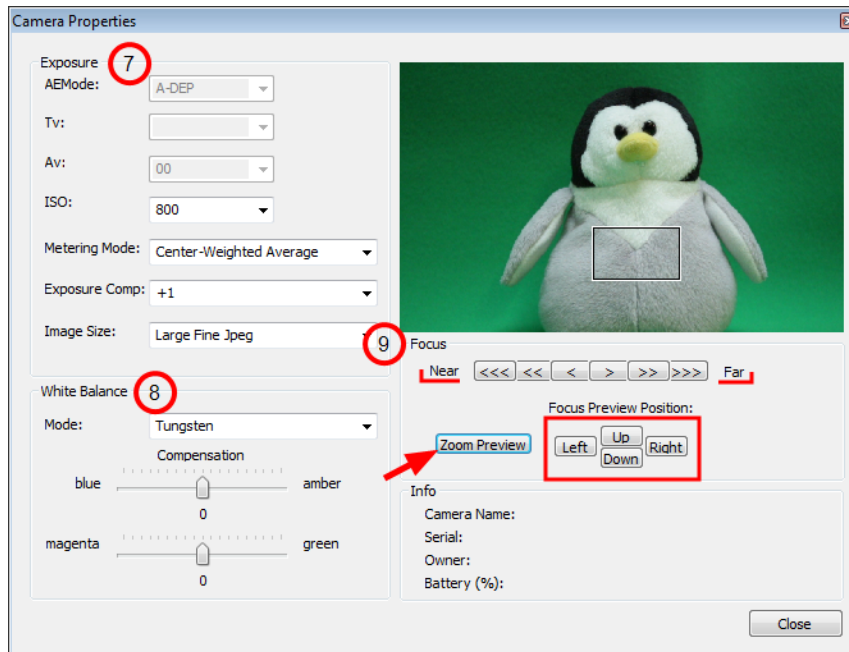 Camera Properties
Exposure
7
AEMode:
A-DEP
Tv:
Av:
00
ISO:
800
Metering Mode:
Center-Weighted Average
Exposure Comp:
+1
Image Size:
Large Fine Jpeg
White Balance
8
Mode:
Tungsten
Compensation
blue
amber
0
magenta
green
0
9
Focus
Near
<<<
<<
<
>
>>
>>>
Far
Focus Preview Position:
Zoom Preview
Left
Up
Down
Right
Info
Camera Name:
Serial:
Owner:
Battery (%):
Close